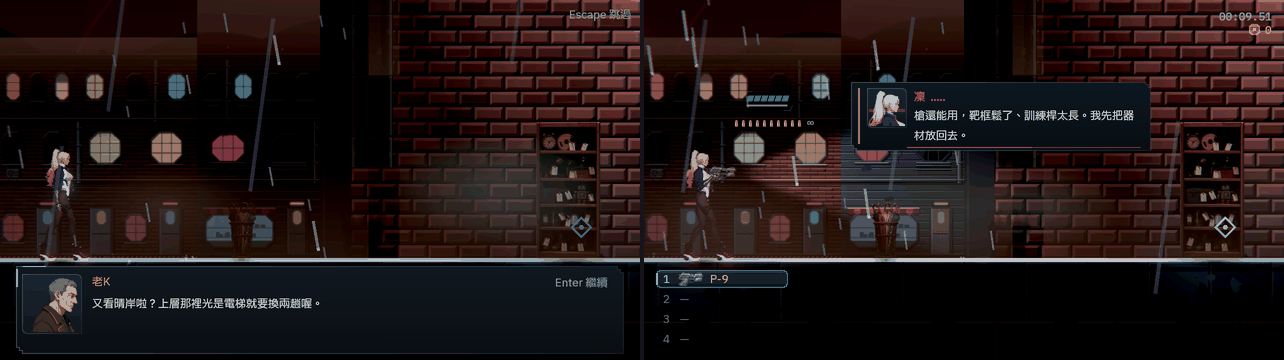 Escape 跳過
老K
Enter 繼續
又看晴岸啦？上層那裡光是電梯就要換兩趟喔。
00:09.51
0
凜 .....
槍還能用，靶框鬆了、訓練桿太長。我先把器
材放回去。
∞
1 P-9
2 —
3 —
4 —